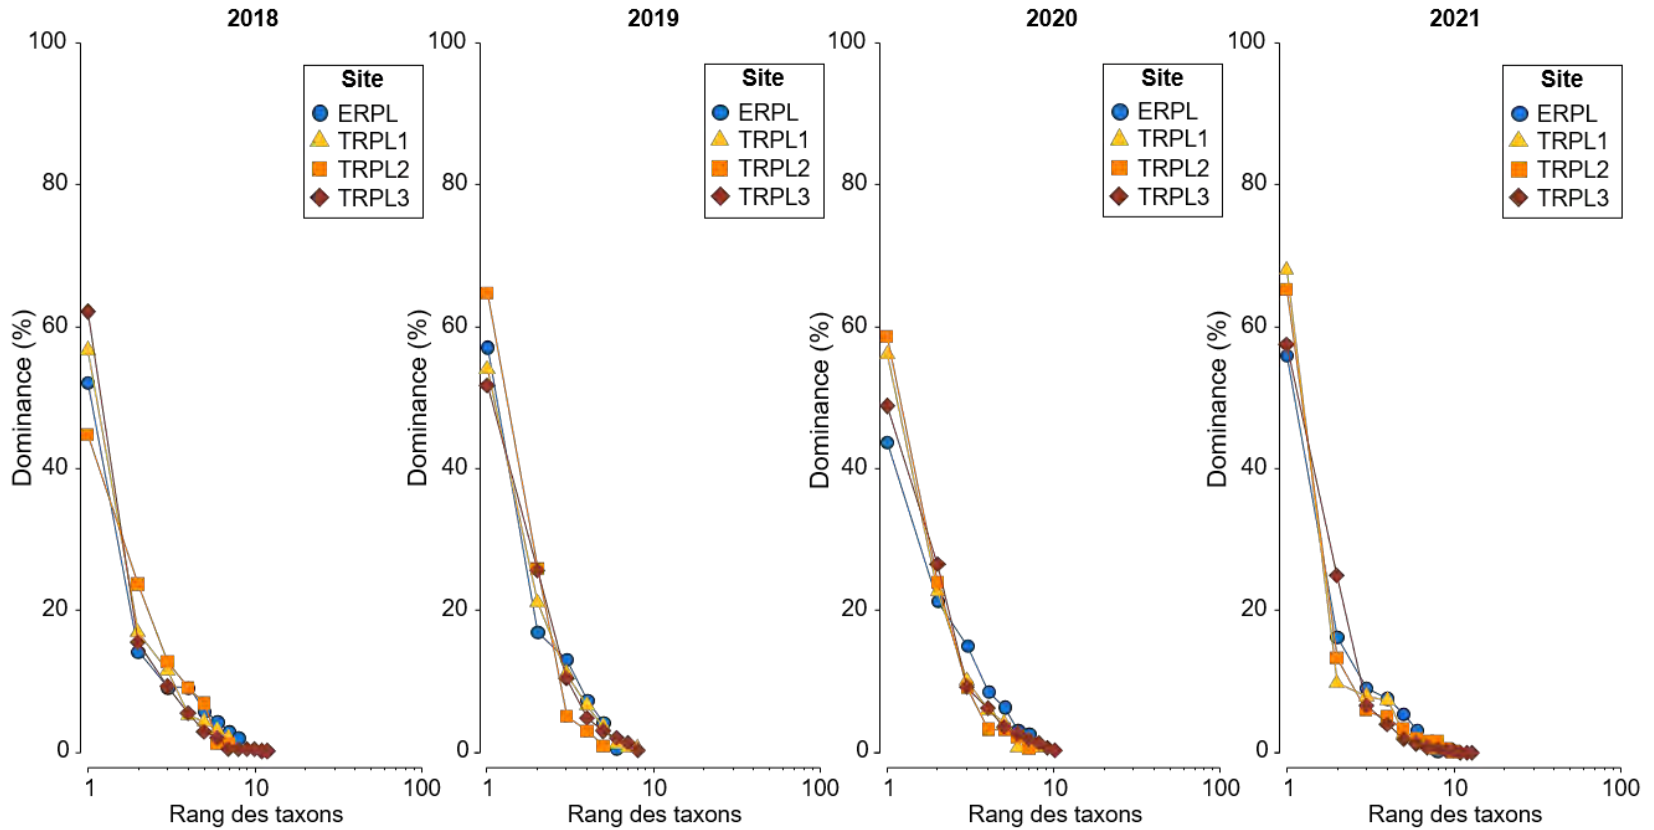 2018
100
80
60
40
20
0
Dominance (%)
Site
ERPL
TRPL1
TRPL2
TRPL3
1
10
100
Rang des taxons
2019
100
80
60
40
20
0
Dominance (%)
Site
ERPL
TRPL1
TRPL2
TRPL3
1
10
100
Rang des taxons
2020
100
80
60
40
20
0
Dominance (%)
Site
ERPL
TRPL1
TRPL2
TRPL3
1
10
100
Rang des taxons
2021
100
80
60
40
20
0
Dominance (%)
Site
ERPL
TRPL1
TRPL2
TRPL3
1
10
100
Rang des taxons